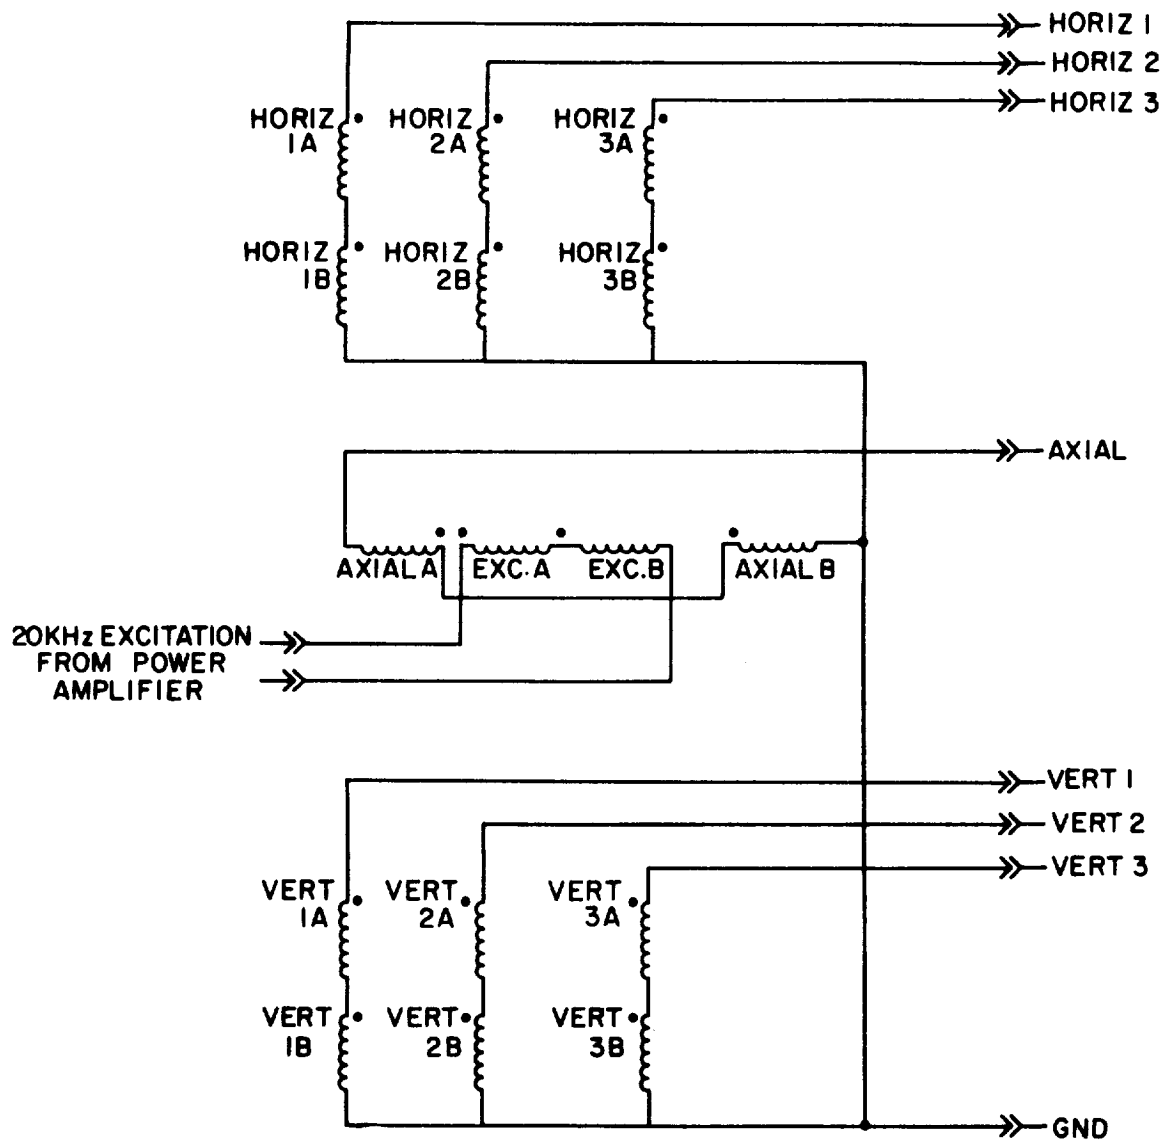 HORIZ 1
HORIZ 2
HORIZ 3
HORIZ
1A
HORIZ
2A
HORIZ
3A
HORIZ
1B
HORIZ
2B
HORIZ
3B
AXIAL
AXIAL A
EXC. A
EXC. B
AXIAL B
20KHz EXCITATION
FROM POWER
AMPLIFIER
VERT 1
VERT 2
VERT 3
VERT
1A
VERT
2A
VERT
3A
VERT
1B
VERT
2B
VERT
3B
GND